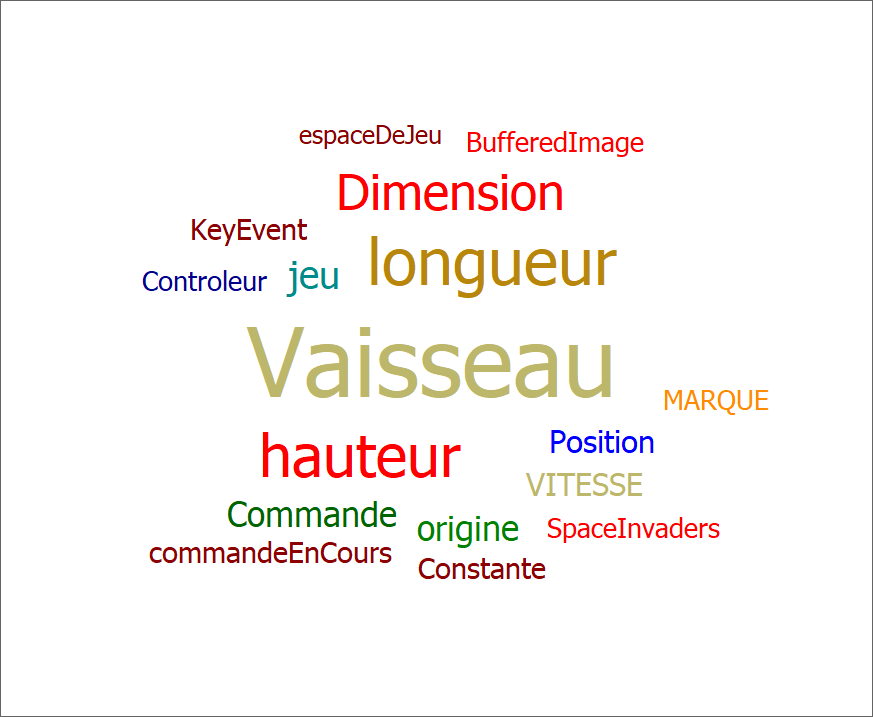 espaceDeJeu
BufferedImage
Dimension
KeyEvent
longueur
Controleur
jeu
Vaisseau
MARQUE
hauteur
Position
VITESSE
Commande
origine
SpaceInvaders
commandeEnCours
Constante